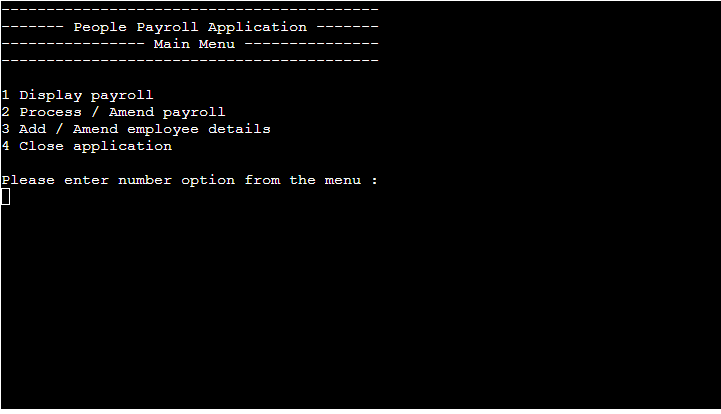 ------------------------------------------
------- People Payroll Application -------
---------------- Main Menu ---------------
------------------------------------------
1 Display payroll
2 Process / Amend payroll
3 Add / Amend employee details
4 Close application
Please enter number option from the menu :